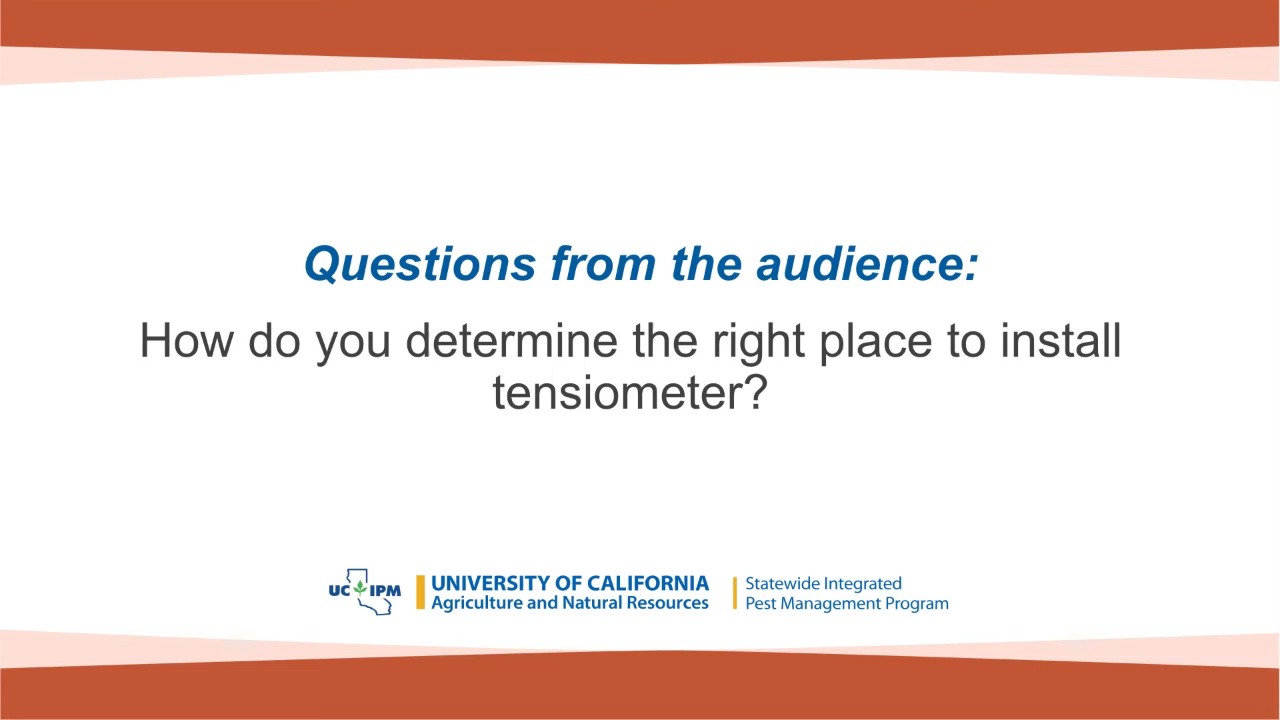 Questions from the audience:
How do you determine the right place to install
tensiometer?
UC IPM
UNIVERSITY OF CALIFORNIA
Agriculture and Natural Resources
Statewide Integrated
Pest Management Program